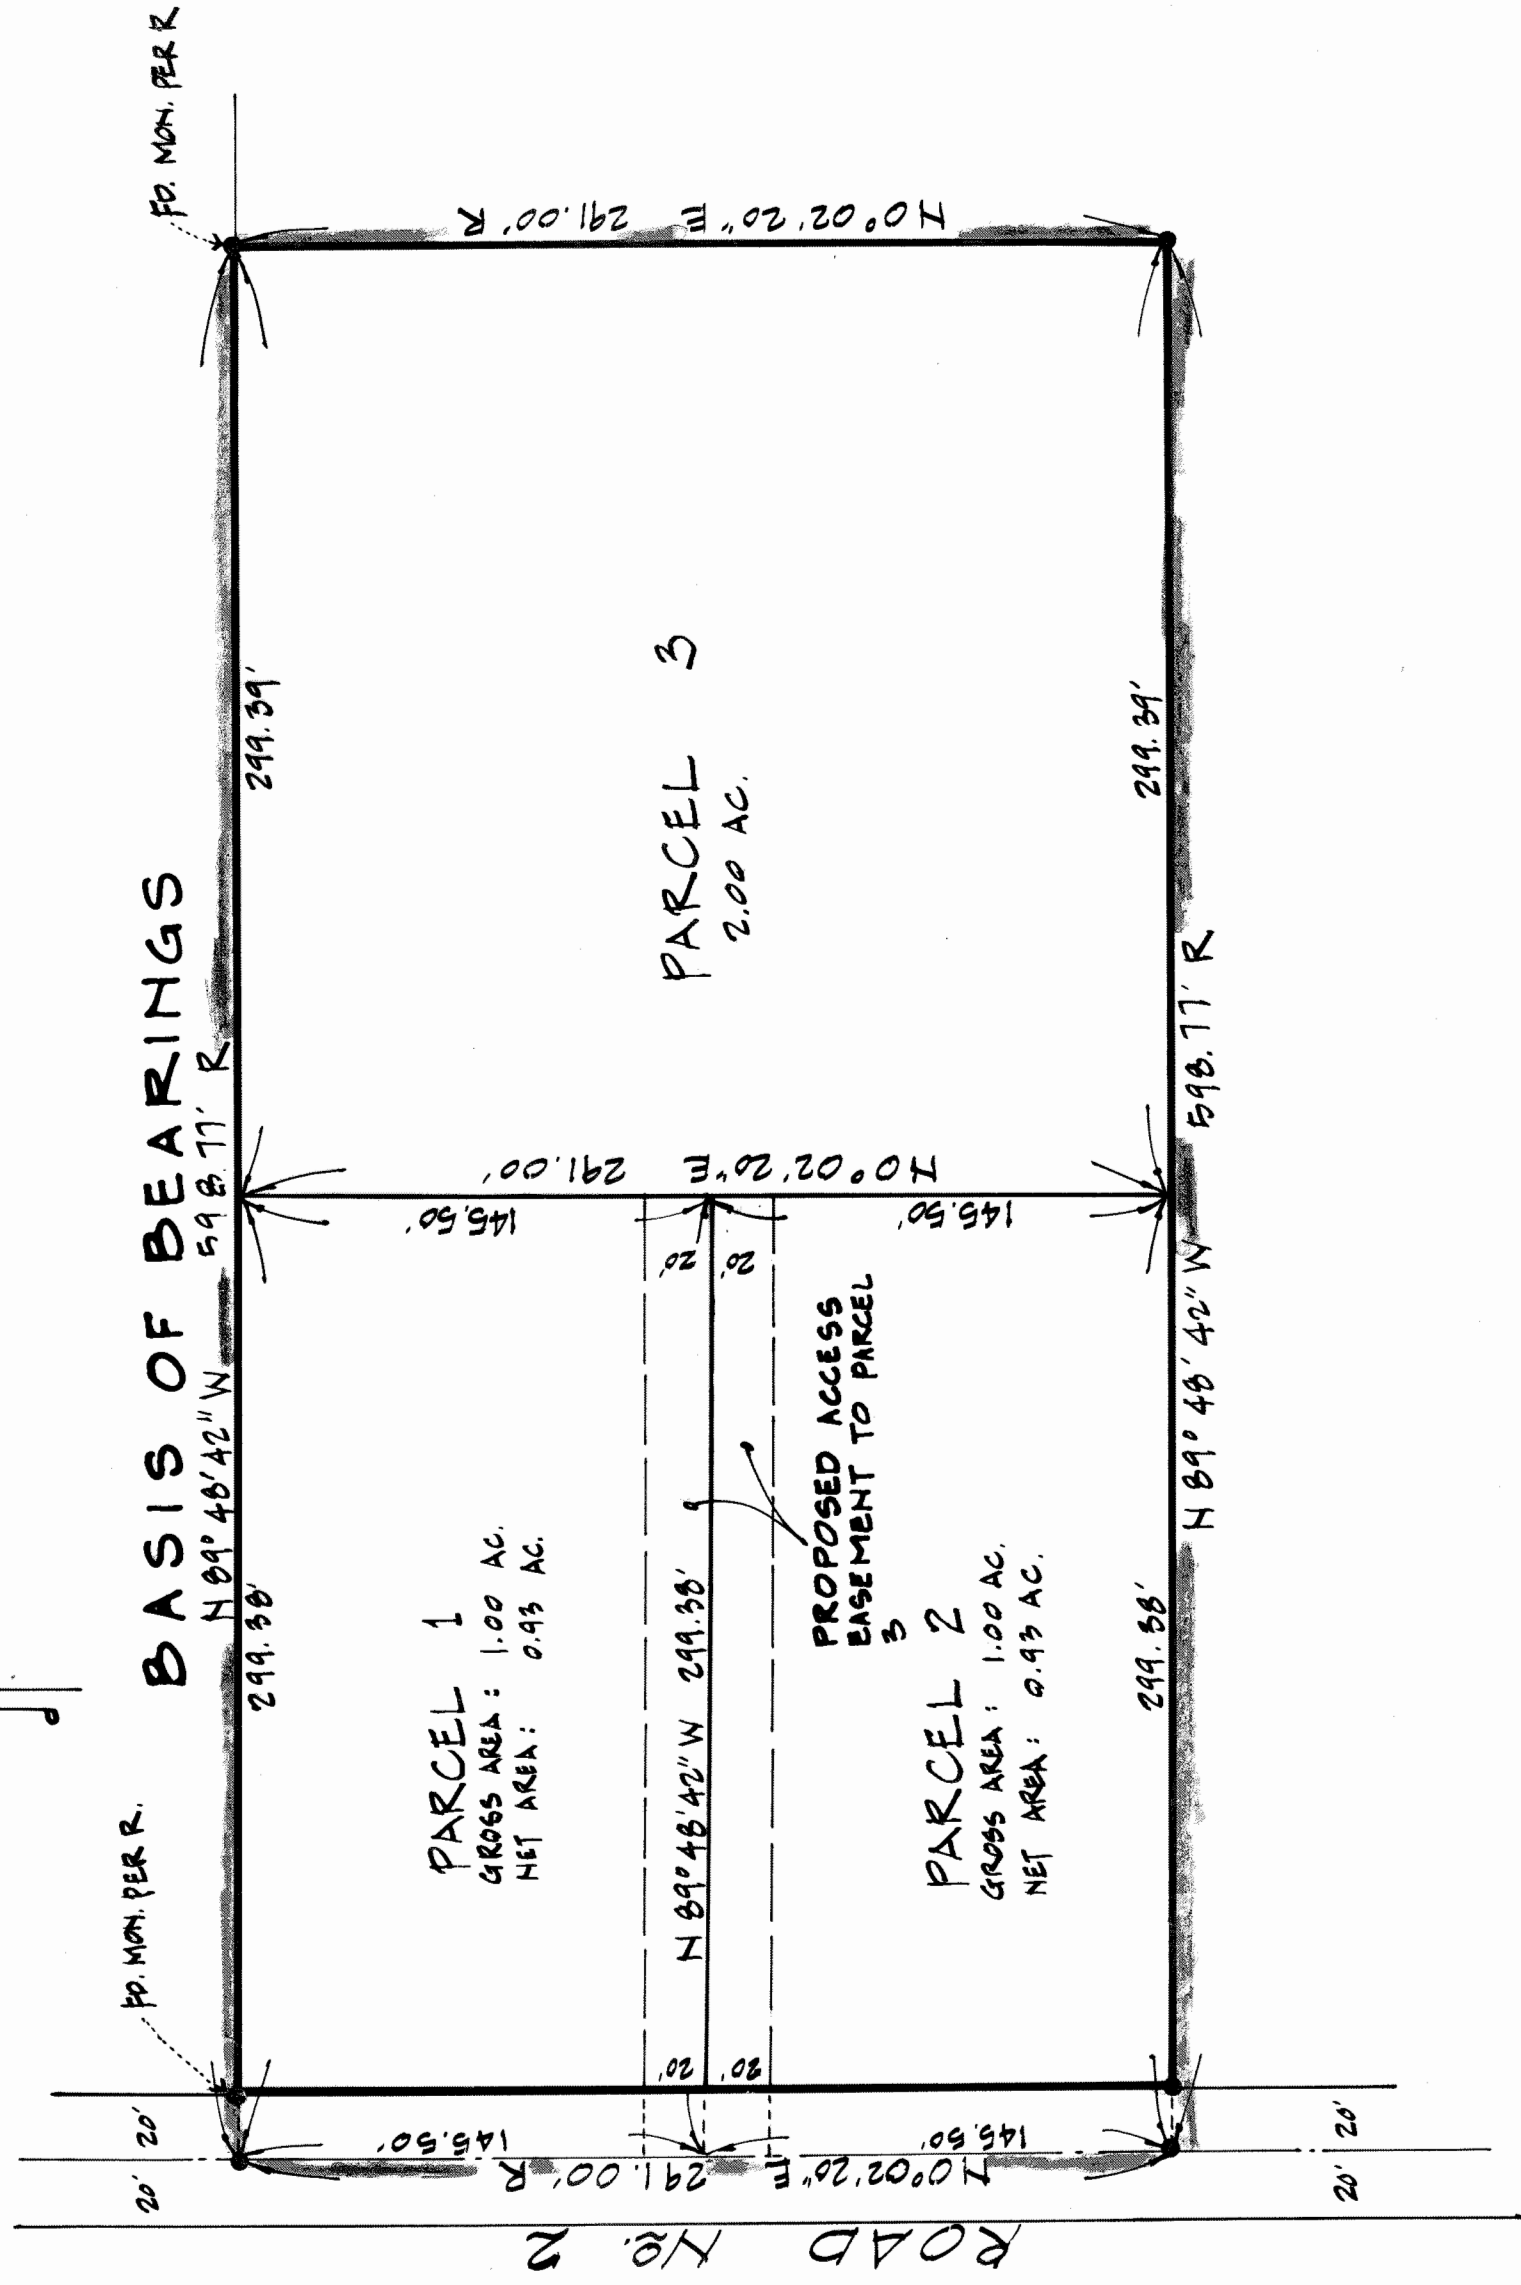 FD. MON. PER R.
FD. MON. PER R
BASIS OF BEARINGS
N 89° 48' 42" W 598.77' R
299.38'
299.39'
20'
20'
ROAD No. 2
N 0° 02' 20" E 291.00' R
145.50'
145.50'
PARCEL 1
GROSS AREA: 1.00 AC.
NET AREA: 0.93 AC.
20'
20'
N 89° 48' 42" W 299.38'
20'
20'
PROPOSED ACCESS
EASEMENT TO PARCEL
3
PARCEL 2
GROSS AREA: 1.00 AC.
NET AREA: 0.93 AC.
145.50'
145.50'
N 0° 02' 20" E 291.00'
PARCEL 3
2.00 AC.
N 0° 02' 20" E 291.00' R
299.38'
299.39'
N 89° 48' 42" W 598.77' R
20'
20'